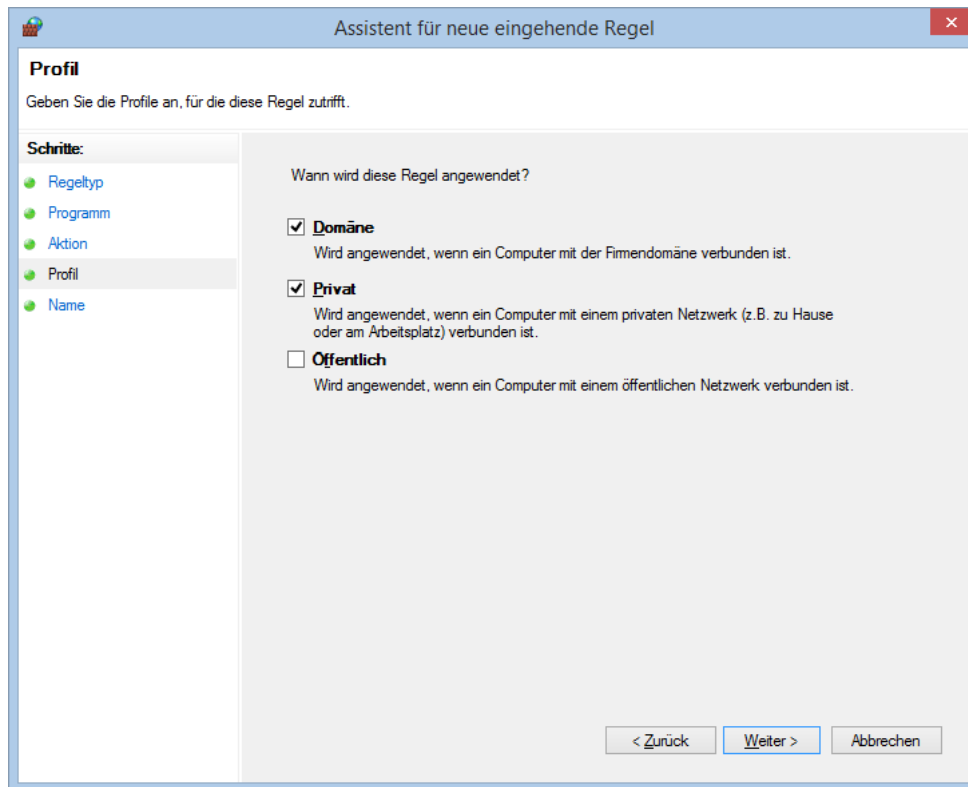 Assistent für neue eingehende Regel
Profil
Geben Sie die Profile an, für die diese Regel zutrifft.
Schritte:
Regeltyp
Programm
Aktion
Profil
Name
Wann wird diese Regel angewendet?
Domäne
Wird angewendet, wenn ein Computer mit der Firmendomäne verbunden ist.
Privat
Wird angewendet, wenn ein Computer mit einem privaten Netzwerk (z.B. zu Hause
oder am Arbeitsplatz) verbunden ist.
Öffentlich
Wird angewendet, wenn ein Computer mit einem öffentlichen Netzwerk verbunden ist.
< Zurück Weiter > Abbrechen